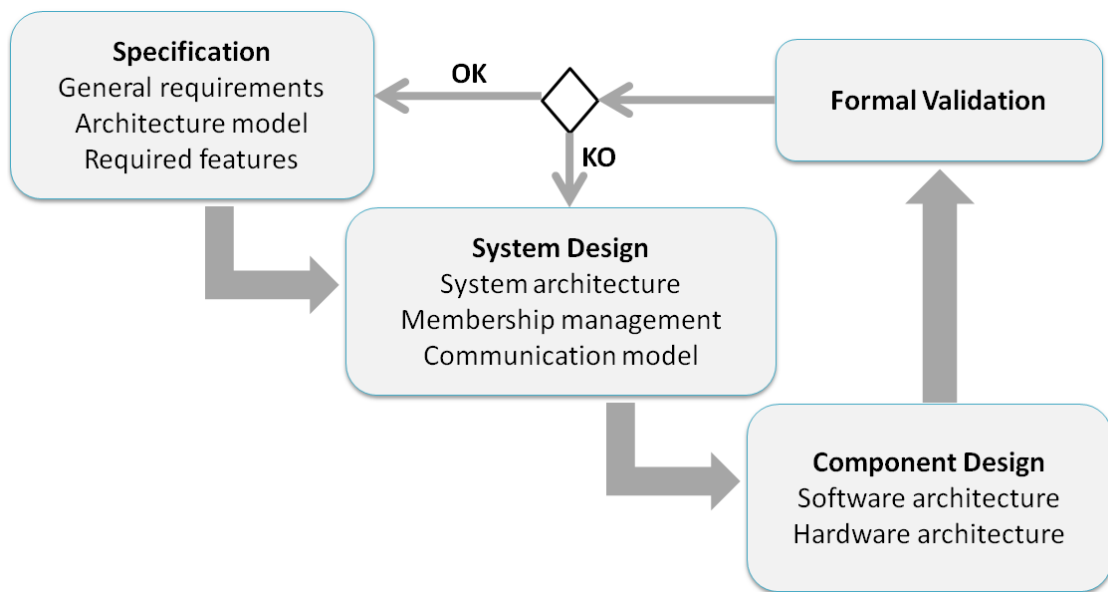 Specification
General requirements
Architecture model
Required features
OK
Formal Validation
KO
System Design
System architecture
Membership management
Communication model
Component Design
Software architecture
Hardware architecture